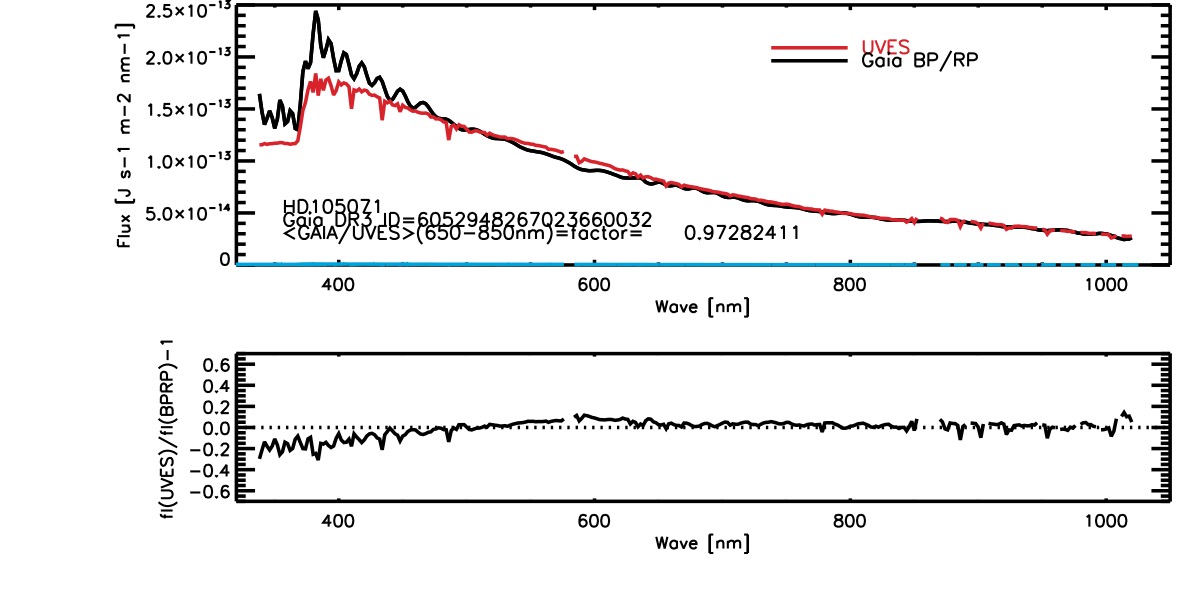 2.5×10⁻¹³
2.0×10⁻¹³
1.5×10⁻¹³
1.0×10⁻¹³
5.0×10⁻¹⁴
0
Flux [J s−1 m−2 nm−1]
UVES
Gaia BP/RP
HD105071
Gaia DR3 ID=6052948267023660032
<GAIA/UVES>(650−850nm)=factor= 0.97282411
400 600 800 1000
Wave [nm]
0.6
0.4
0.2
0.0
−0.2
−0.4
−0.6
fl(UVES)/fl(BPRP)−1
400 600 800 1000
Wave [nm]